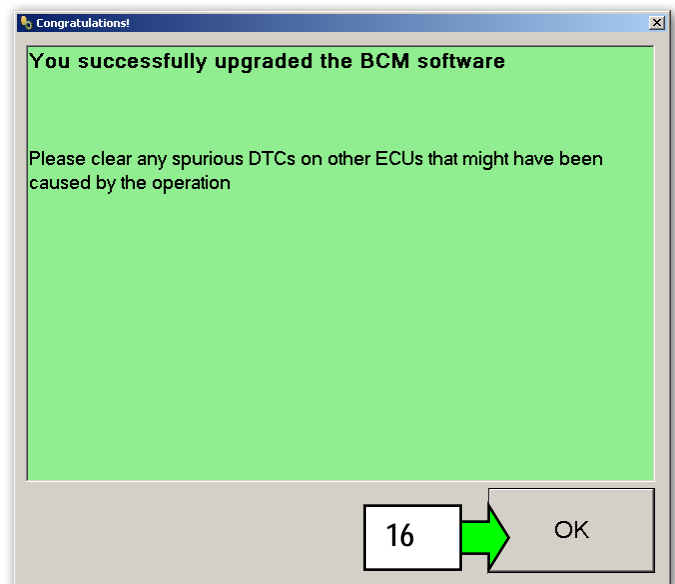 Congratulations!
You successfully upgraded the BCM software
Please clear any spurious DTCs on other ECUs that might have been
caused by the operation
16
OK